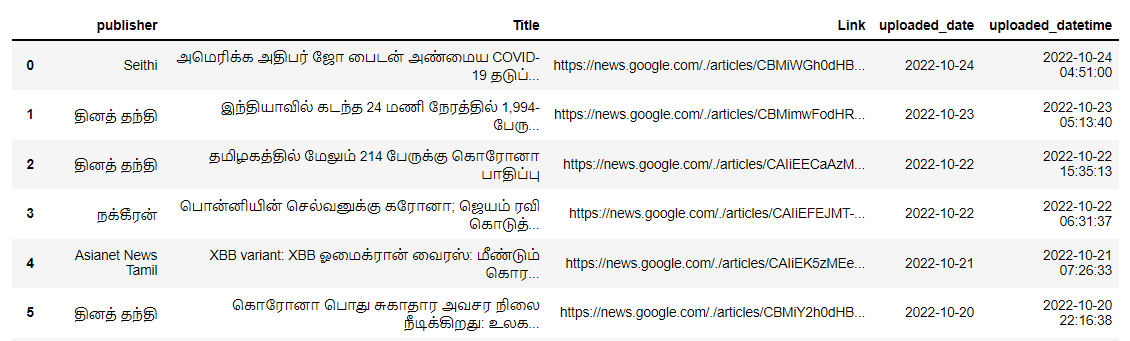 publisher Title Link uploaded_date uploaded_datetime
0 Seithi அமெரிக்க அதிபர் ஜோ பைடன் அண்மைய COVID-19 தடுப்... https://news.google.com/./articles/CBMiWGh0dHB... 2022-10-24 2022-10-24 04:51:00
1 தினத் தந்தி இந்தியாவில் கடந்த 24 மணி நேரத்தில் 1,994-பேரு... https://news.google.com/./articles/CBMimwFodHR... 2022-10-23 2022-10-23 05:13:40
2 தினத் தந்தி தமிழகத்தில் மேலும் 214 பேருக்கு கொரோனா பாதிப்பு https://news.google.com/./articles/CAIiEECaAzM... 2022-10-22 2022-10-22 15:35:13
3 நக்கீரன் பொன்னியின் செல்வனுக்கு கரோனா; ஜெயம் ரவி கொடுத்... https://news.google.com/./articles/CAIiEFEJMT-... 2022-10-22 2022-10-22 06:31:37
4 Asianet News Tamil XBB variant: XBB ஓமைக்ரான் வைரஸ்: மீண்டும் கொர... https://news.google.com/./articles/CAIiEK5zMEe... 2022-10-21 2022-10-21 07:26:33
5 தினத் தந்தி கொரோனா பொது சுகாதார அவசர நிலை நீடிக்கிறது: உலக... https://news.google.com/./articles/CBMiY2h0dHB... 2022-10-20 2022-10-20 22:16:38